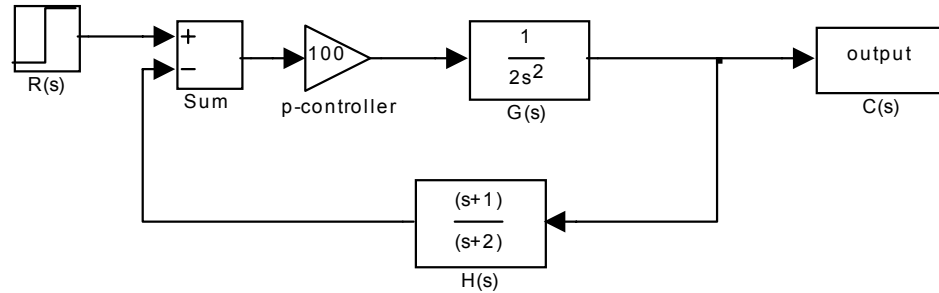 R(s)
+
−
Sum
100
p-controller
1
2s²
G(s)
output
C(s)
(s+1)
(s+2)
H(s)